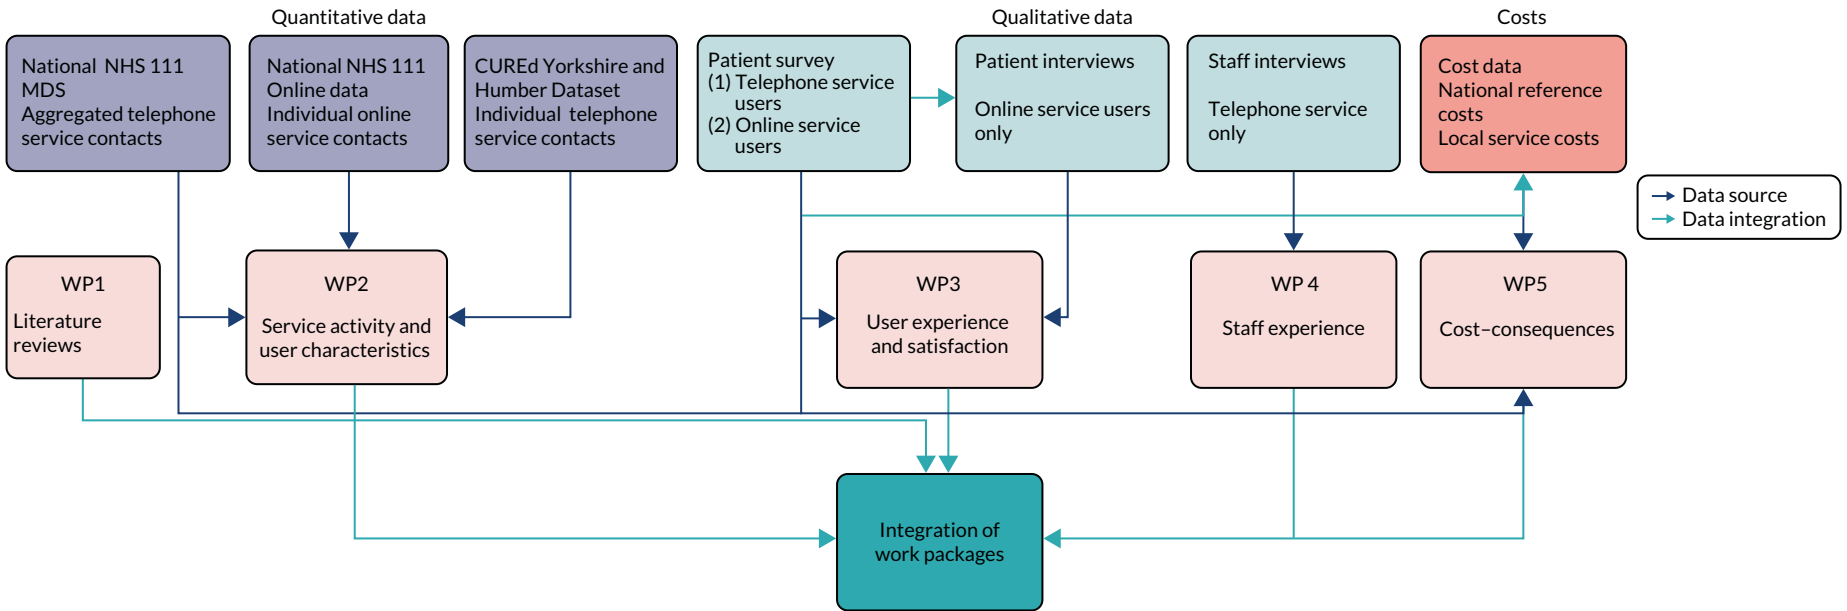 Quantitative data
Qualitative data
Costs
National NHS 111
MDS
Aggregated telephone
service contacts
National NHS 111
Online data
Individual online
service contacts
CUREd Yorkshire and
Humber Dataset
Individual telephone
service contacts
Patient survey
(1) Telephone service
users
(2) Online service
users
Patient interviews
Online service users
only
Staff interviews
Telephone service
only
Cost data
National reference
costs
Local service costs
Data source
Data integration
WP1
Literature
reviews
WP2
Service activity and
user characteristics
WP3
User experience
and satisfaction
WP 4
Staff experience
WP5
Cost–consequences
Integration of
work packages